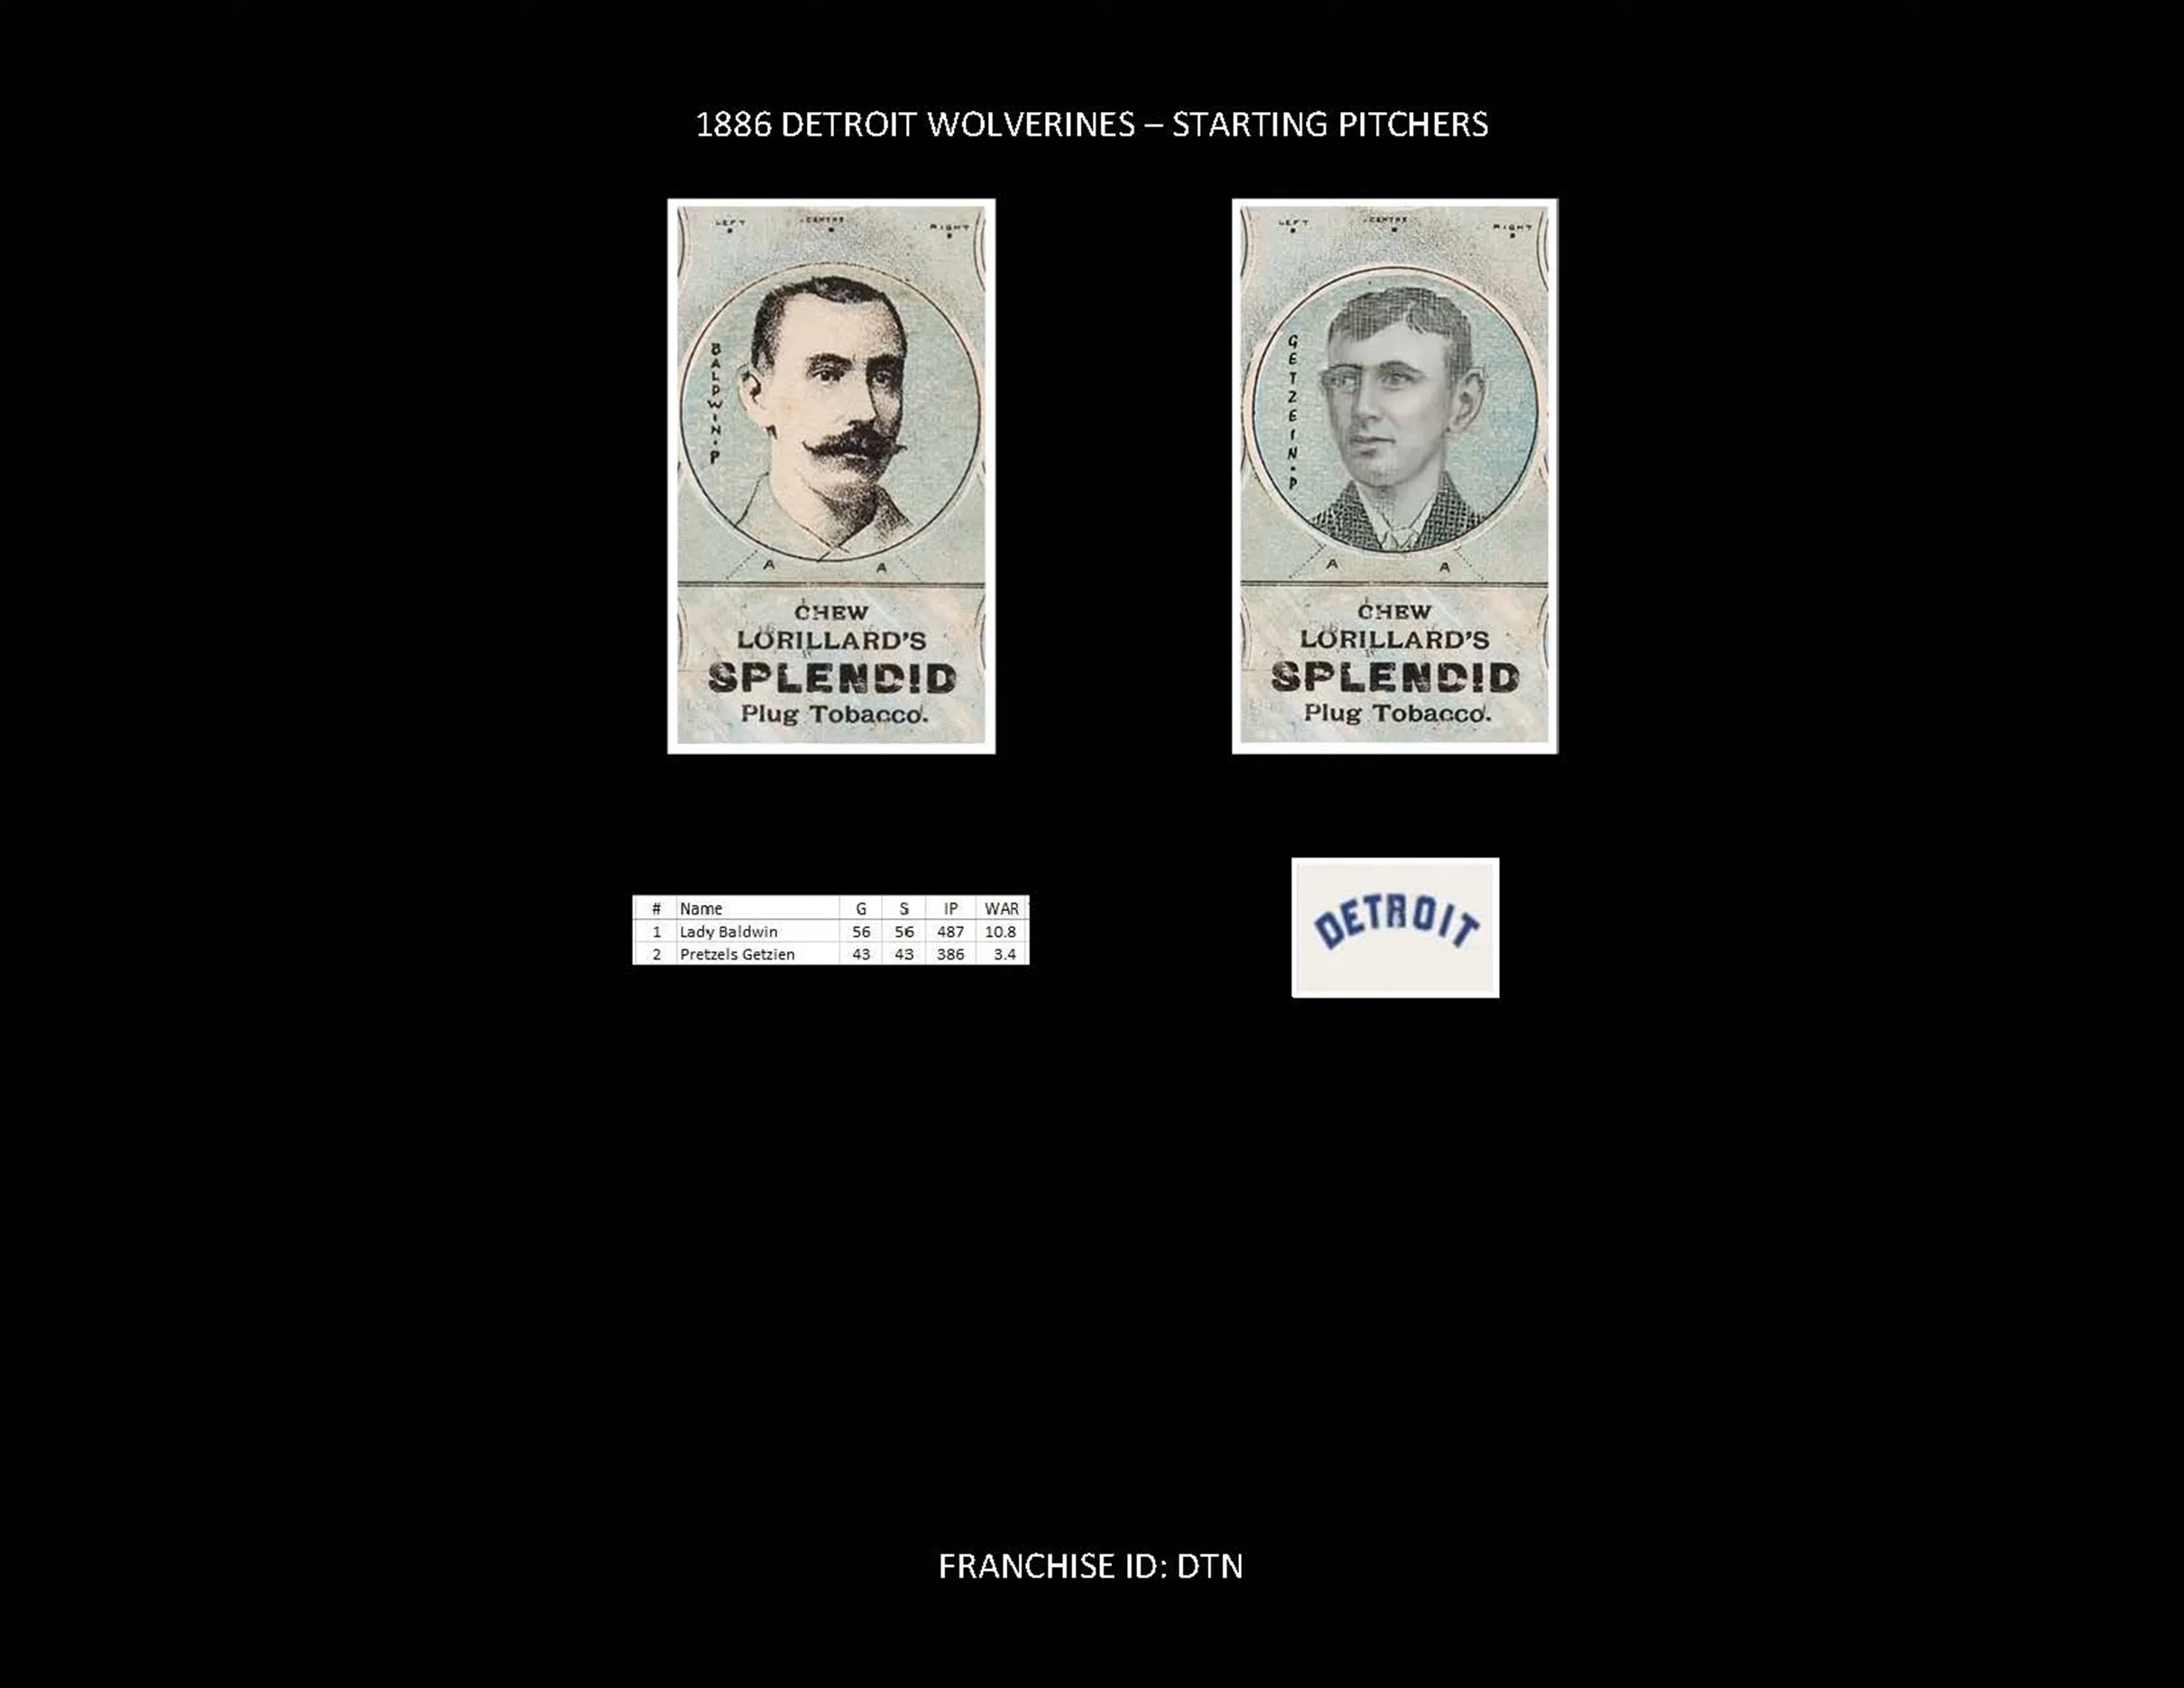 1886 DETROIT WOLVERINES – STARTING PITCHERS
LEFT CENTRE RIGHT
BALDWIN.P
A A
CHEW
LORILLARD'S
SPLENDID
Plug Tobacco.
LEFT CENTRE RIGHT
GETZEIN.P
A A
CHEW
LORILLARD'S
SPLENDID
Plug Tobacco.
# Name G S IP WAR
1 Lady Baldwin 56 56 487 10.8
2 Pretzels Getzien 43 43 386 3.4
DETROIT
FRANCHISE ID: DTN